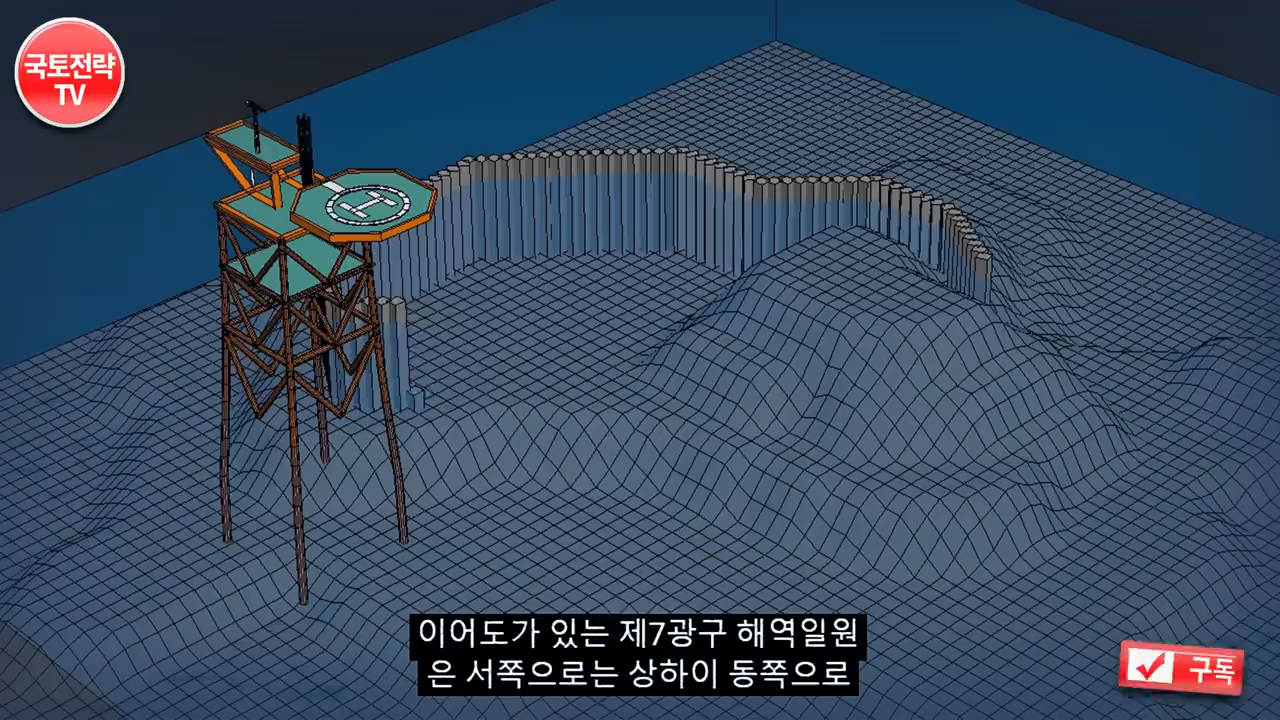 국토전략
TV
H
이어도가 있는 제7광구 해역일원
은 서쪽으로는 상하이 동쪽으로
구독